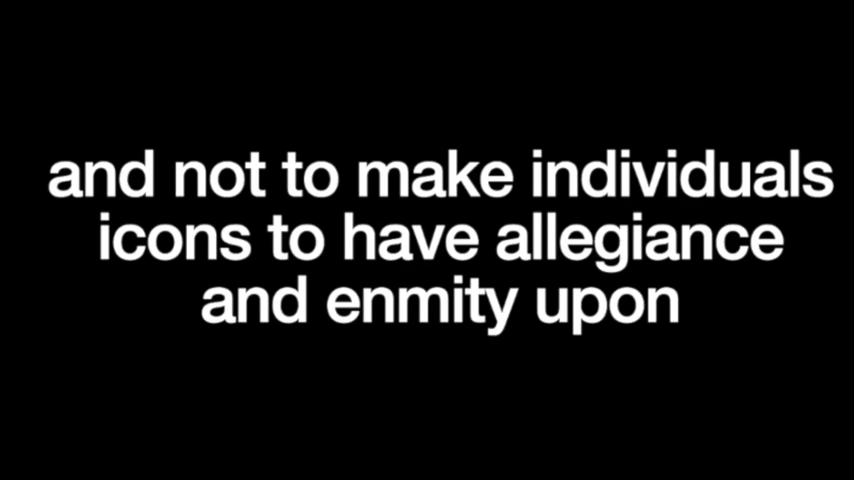 and not to make individuals
icons to have allegiance
and enmity upon